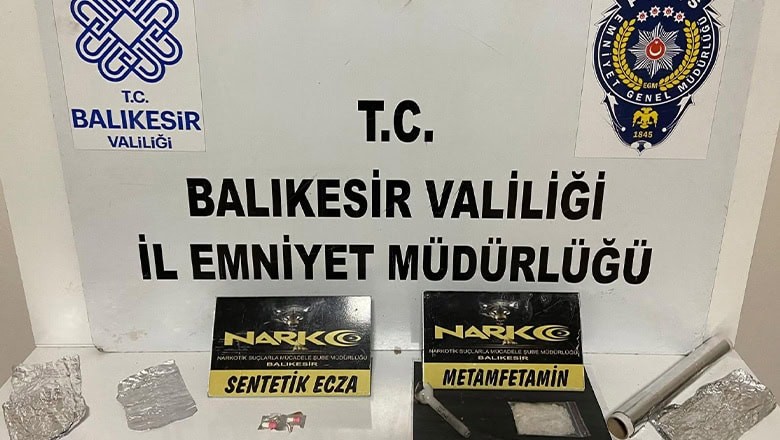 T.C.
BALIKESİR
VALİLİĞİ
EMNİYET GENEL MÜDÜRLÜĞÜ
EGM
1845
T.C.
BALIKESİR VALİLİĞİ
İL EMNİYET MÜDÜRLÜĞÜ
NARKO
NARKOTİK SUÇLARLA MÜCADELE ŞUBE MÜDÜRLÜĞÜ
BALIKESİR
SENTETİK ECZA
NARKO
NARKOTİK SUÇLARLA MÜCADELE ŞUBE MÜDÜRLÜĞÜ
BALIKESİR
METAMFETAMİN